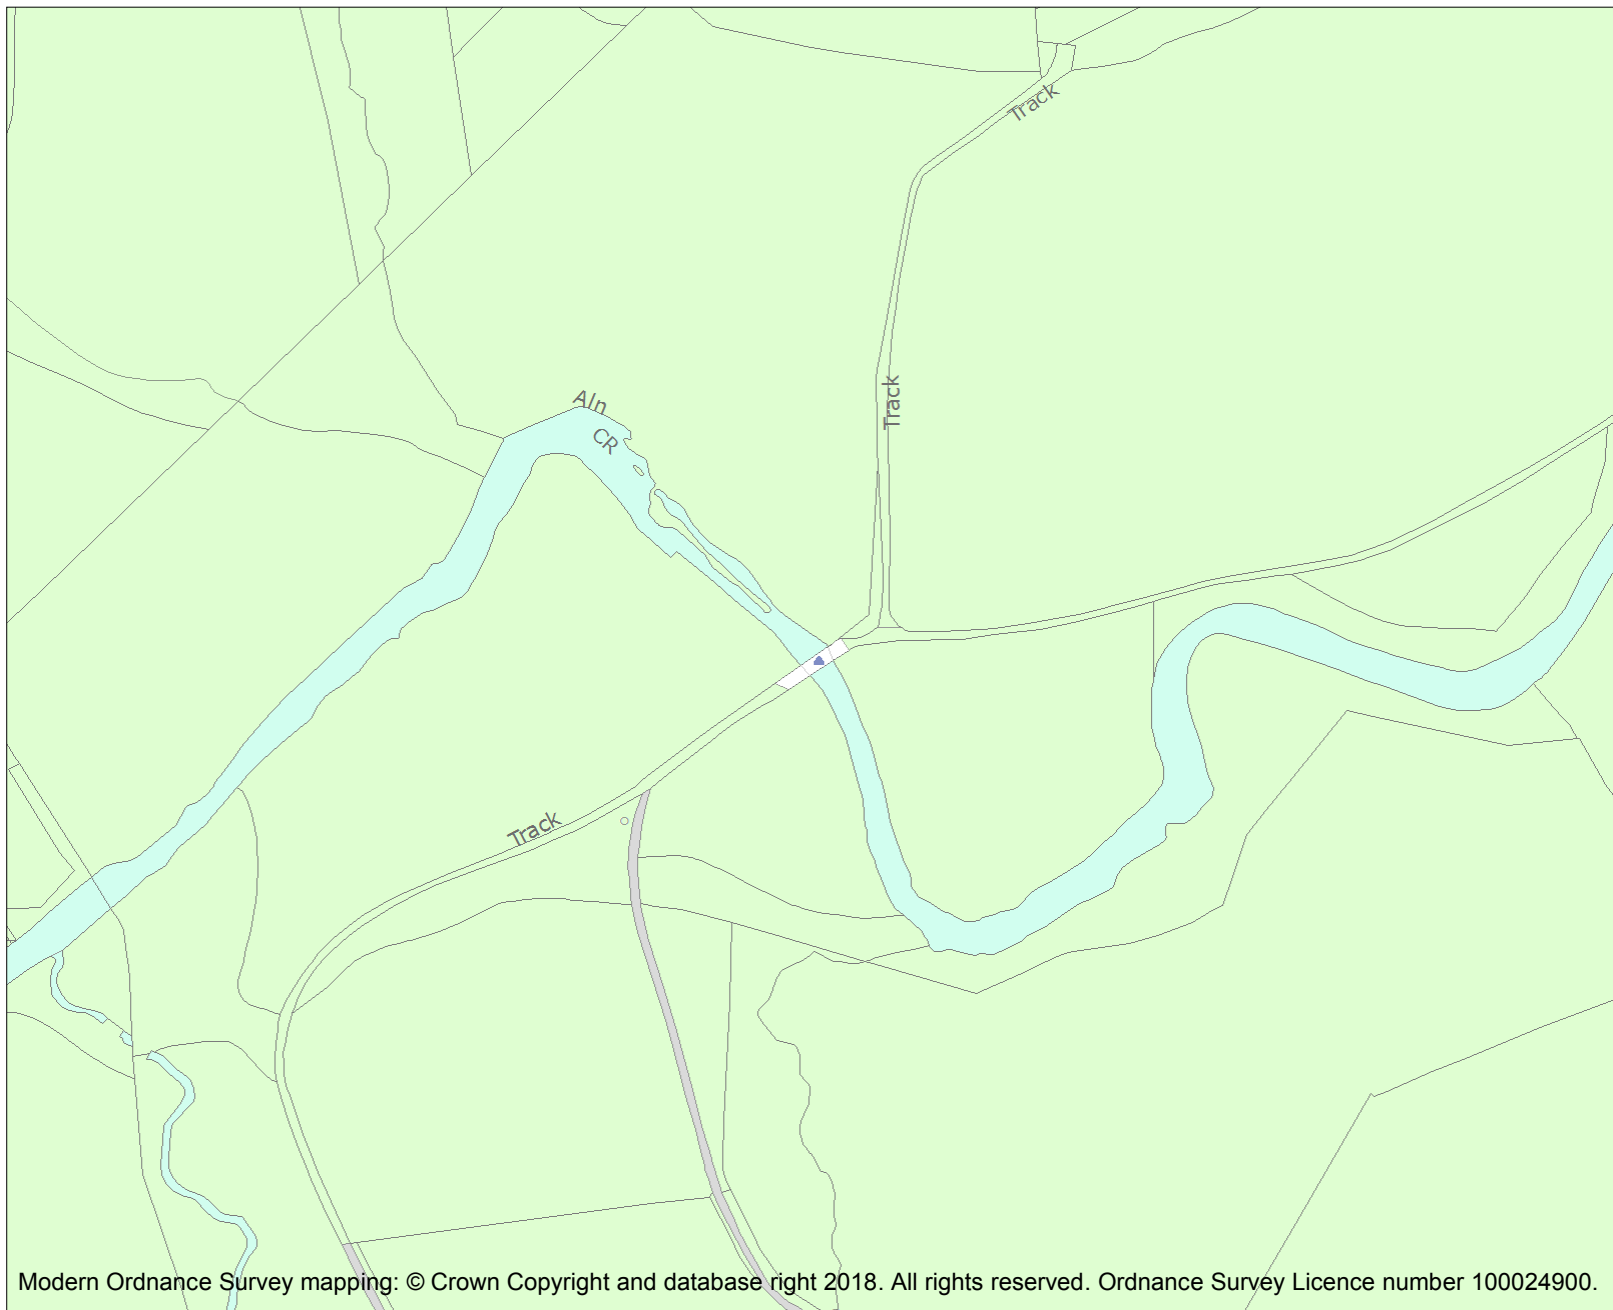 Track
Track
Aln
CR
Track
Modern Ordnance Survey mapping: © Crown Copyright and database right 2018. All rights reserved. Ordnance Survey Licence number 100024900.